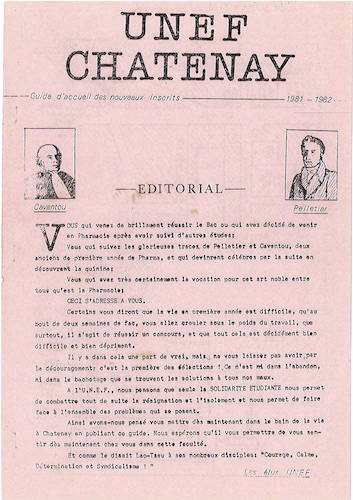 UNEF
CHATENAY
Guide d'accueil des nouveaux inscrits 1981-1982
Caventou
Pelletier
EDITORIAL
VOUS qui venez de brillament réussir le Bac ou qui avez décidé de venir
en Pharmacie après avoir suivi d'autres études;
Vous qui suivez les glorieuses traces de Pelletier et Caventou, deux
anciens de première année de Pharma, et qui devinrent célèbres par la suite en
découvrent la quinine;
Vous qui avez très certainement la vocation pour cet art noble entre
tous qu'est la Pharmacie;
CECI S'ADRESSE A VOUS.
Certains vous diront que la vie en première année est difficile, qu'au
bout de deux semaines de fac, vous allez crouler sous le poids du travail, que
surtout, il s'agit de réussir un concours, et que tout cela est décidément bien
difficile et bien déprimant.
Il y a dans cela une part de vrai, mais ne vous laissez pas avoir par
le découragement: c'est la première des sélections !. Ce n'est ni dans l'abandon,
ni dans le bachotage que se trouvent les solutions à tous nos maux.
A l'U.N.E.F, nous pensons que seule la SOLIDARITE ETUDIANTE nous permet
de combattre tout de suite la résignation et l'isolement et nous permet de faire
face à l'ensemble des problèmes qui se posent.
Ainsi avons-nous pensé vous mettre dès maintenant dans le bain de la vie
à Chatenay en publiant ce guide. Nous espérons qu'il vous permettre de vous sen-
tir dès maintenant chez vous dans cette faculté.
Et comme le disait Lao-Tseu à ses nombreux disciples: "Courage, Calme,
Détermination et Syndicalisme ! "
Les élus UNEF